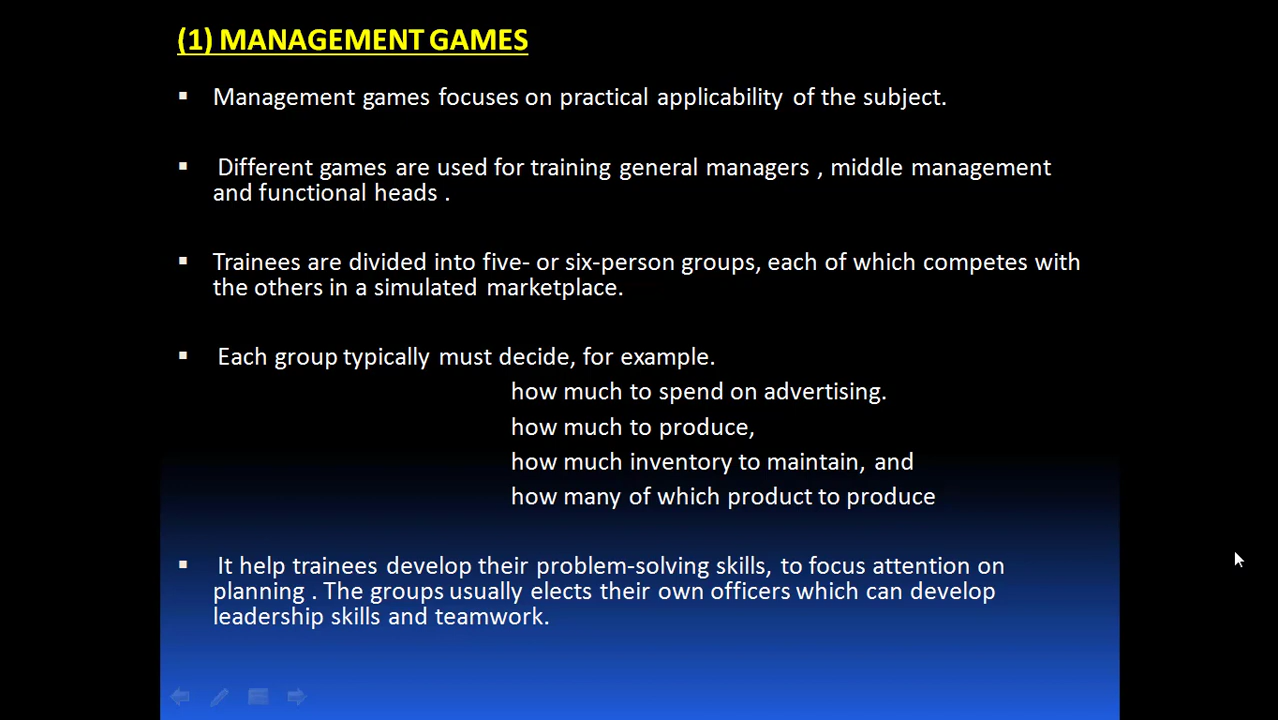 (1) MANAGEMENT GAMES
Management games focuses on practical applicability of the subject.
Different games are used for training general managers , middle management
and functional heads .
Trainees are divided into five- or six-person groups, each of which competes with
the others in a simulated marketplace.
Each group typically must decide, for example.
how much to spend on advertising.
how much to produce,
how much inventory to maintain, and
how many of which product to produce
It help trainees develop their problem-solving skills, to focus attention on
planning . The groups usually elects their own officers which can develop
leadership skills and teamwork.